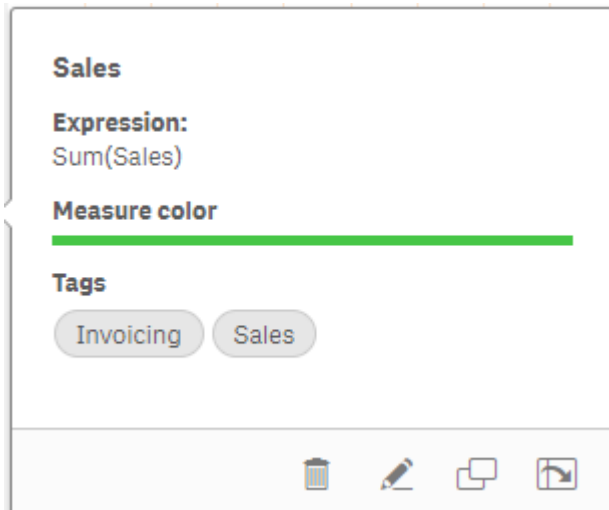 Sales
Expression:
Sum(Sales)
Measure color
Tags
Invoicing Sales